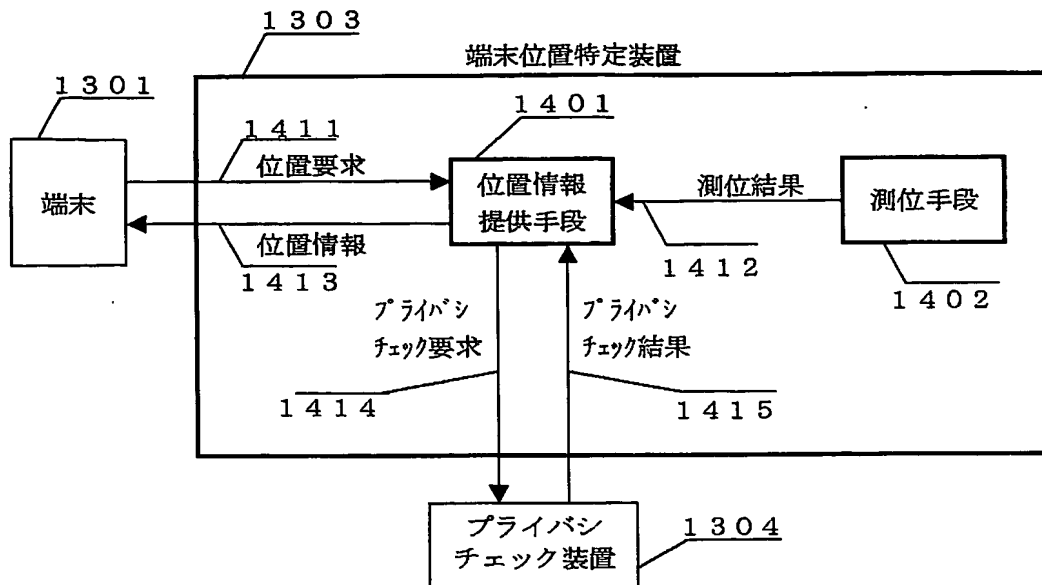 １３０３
端末位置特定装置
１３０１
１４０１
１４１１
位置要求
端末
位置情報
提供手段
測位結果
測位手段
位置情報
１４１３
１４１２
１４０２
ﾌﾟﾗｲﾊﾞｼ
ﾁｪｯｸ要求
ﾌﾟﾗｲﾊﾞｼ
ﾁｪｯｸ結果
１４１４
１４１５
プライバシ
チェック装置
１３０４